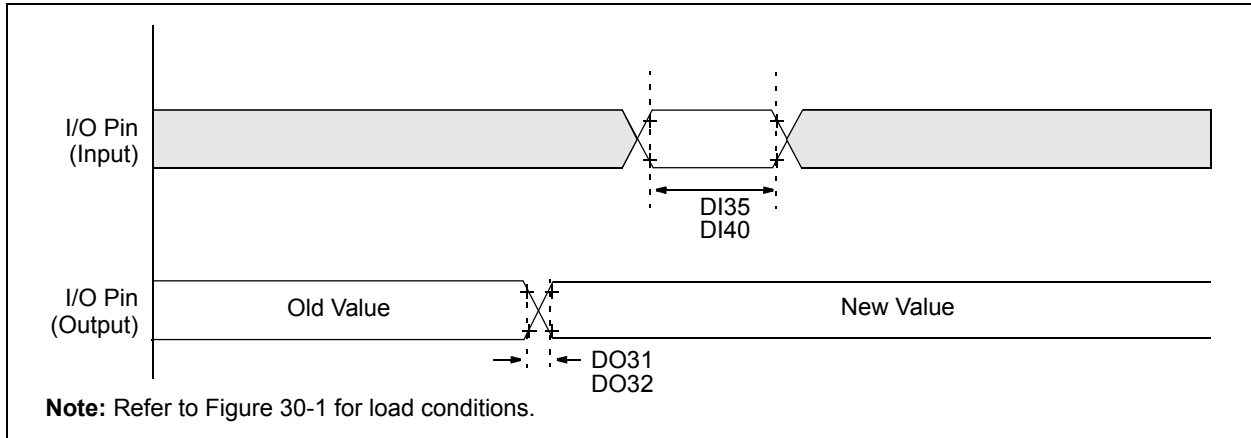 I/O Pin
(Input)
DI35
DI40
I/O Pin
(Output)
Old Value
New Value
DO31
DO32
Note: Refer to Figure 30-1 for load conditions.